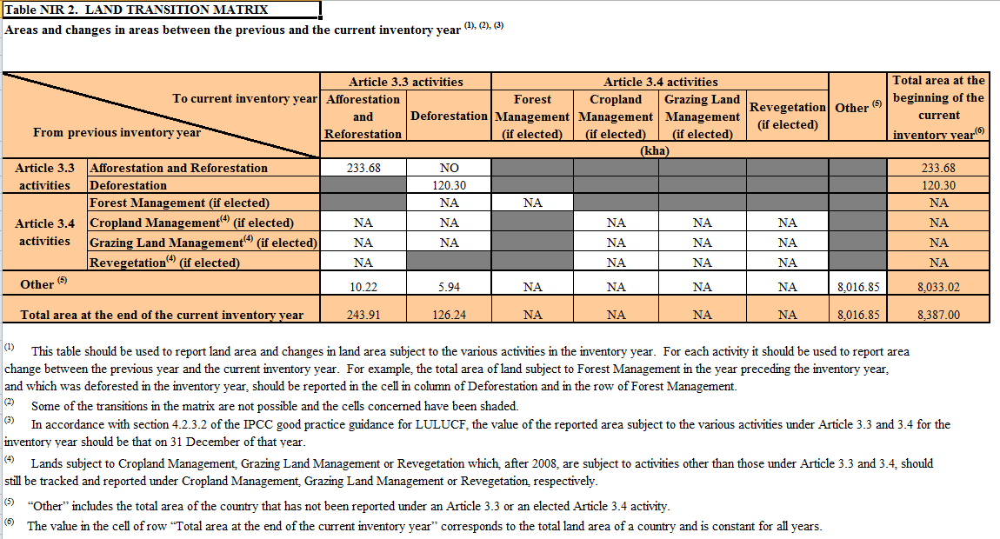 Table NIR 2. LAND TRANSITION MATRIX
Areas and changes in areas between the previous and the current inventory year (1), (2), (3)
To current inventory year
From previous inventory year
Article 3.3 activities
Article 3.4 activities
Afforestation
and
Reforestation
Deforestation
Forest
Management
(if elected)
Cropland
Management
(if elected)
Grazing Land
Management
(if elected)
Revegetation
(if elected)
Other (5)
Total area at the
beginning of the
current
inventory year(6)
(kha)
Article 3.3
activities
Afforestation and Reforestation 233.68 NO 233.68
Deforestation 120.30 120.30
Article 3.4
activities
Forest Management (if elected) NA NA NA
Cropland Management(4) (if elected) NA NA NA NA NA NA
Grazing Land Management(4) (if elected) NA NA NA NA NA NA
Revegetation(4) (if elected) NA NA NA NA NA
Other (5) 10.22 5.94 NA NA NA NA 8,016.85 8,033.02
Total area at the end of the current inventory year 243.91 126.24 NA NA NA NA 8,016.85 8,387.00
(1) This table should be used to report land area and changes in land area subject to the various activities in the inventory year. For each activity it should be used to report area
change between the previous year and the current inventory year. For example, the total area of land subject to Forest Management in the year preceding the inventory year,
and which was deforested in the inventory year, should be reported in the cell in column of Deforestation and in the row of Forest Management.
(2) Some of the transitions in the matrix are not possible and the cells concerned have been shaded.
(3) In accordance with section 4.2.3.2 of the IPCC good practice guidance for LULUCF, the value of the reported area subject to the various activities under Article 3.3 and 3.4 for the
inventory year should be that on 31 December of that year.
(4) Lands subject to Cropland Management, Grazing Land Management or Revegetation which, after 2008, are subject to activities other than those under Article 3.3 and 3.4, should
still be tracked and reported under Cropland Management, Grazing Land Management or Revegetation, respectively.
(5) “Other” includes the total area of the country that has not been reported under an Article 3.3 or an elected Article 3.4 activity.
(6) The value in the cell of row “Total area at the end of the current inventory year” corresponds to the total land area of a country and is constant for all years.